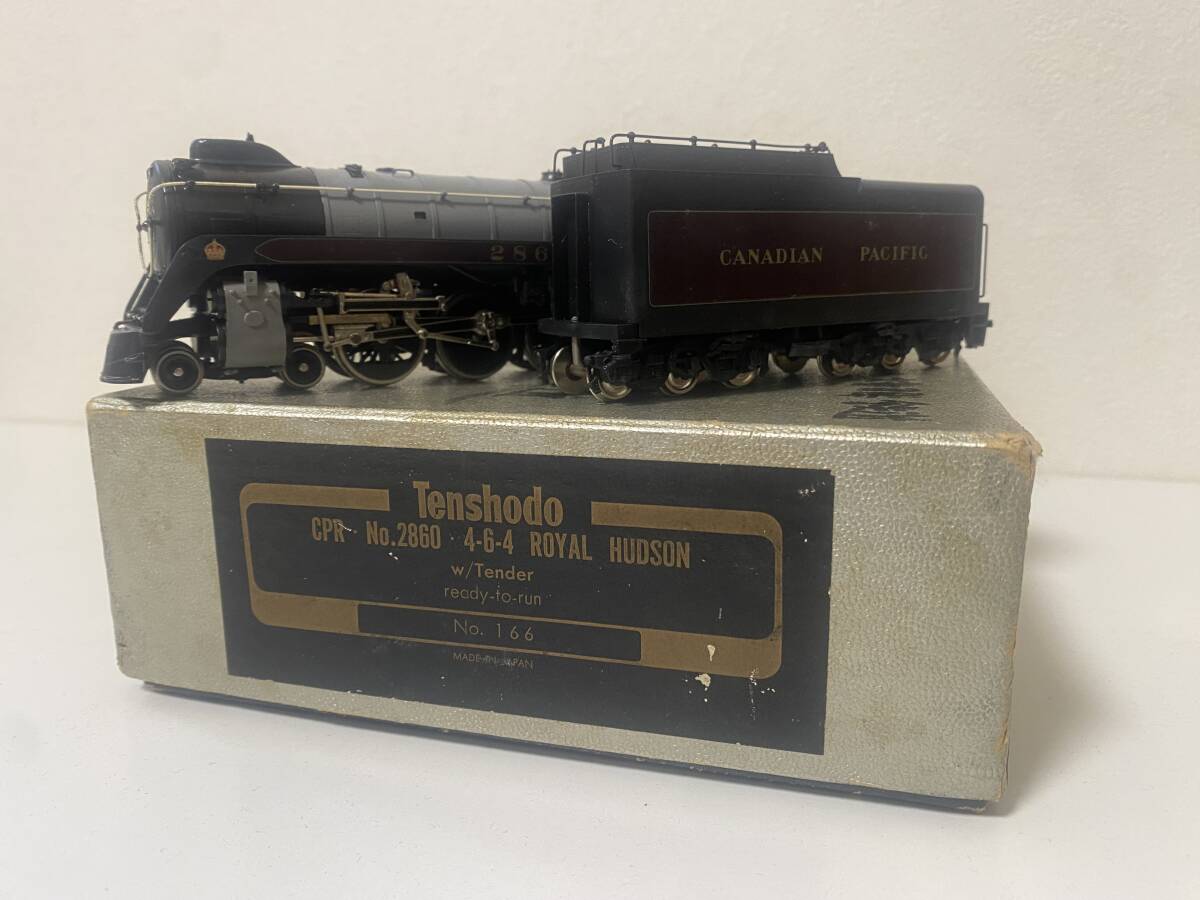 286
CANADIAN PACIFIC
Tenshodo
CPR No.2860 · 4-6-4 ROYAL HUDSON
w/Tender
ready-to-run
No. 166
MADE IN JAPAN